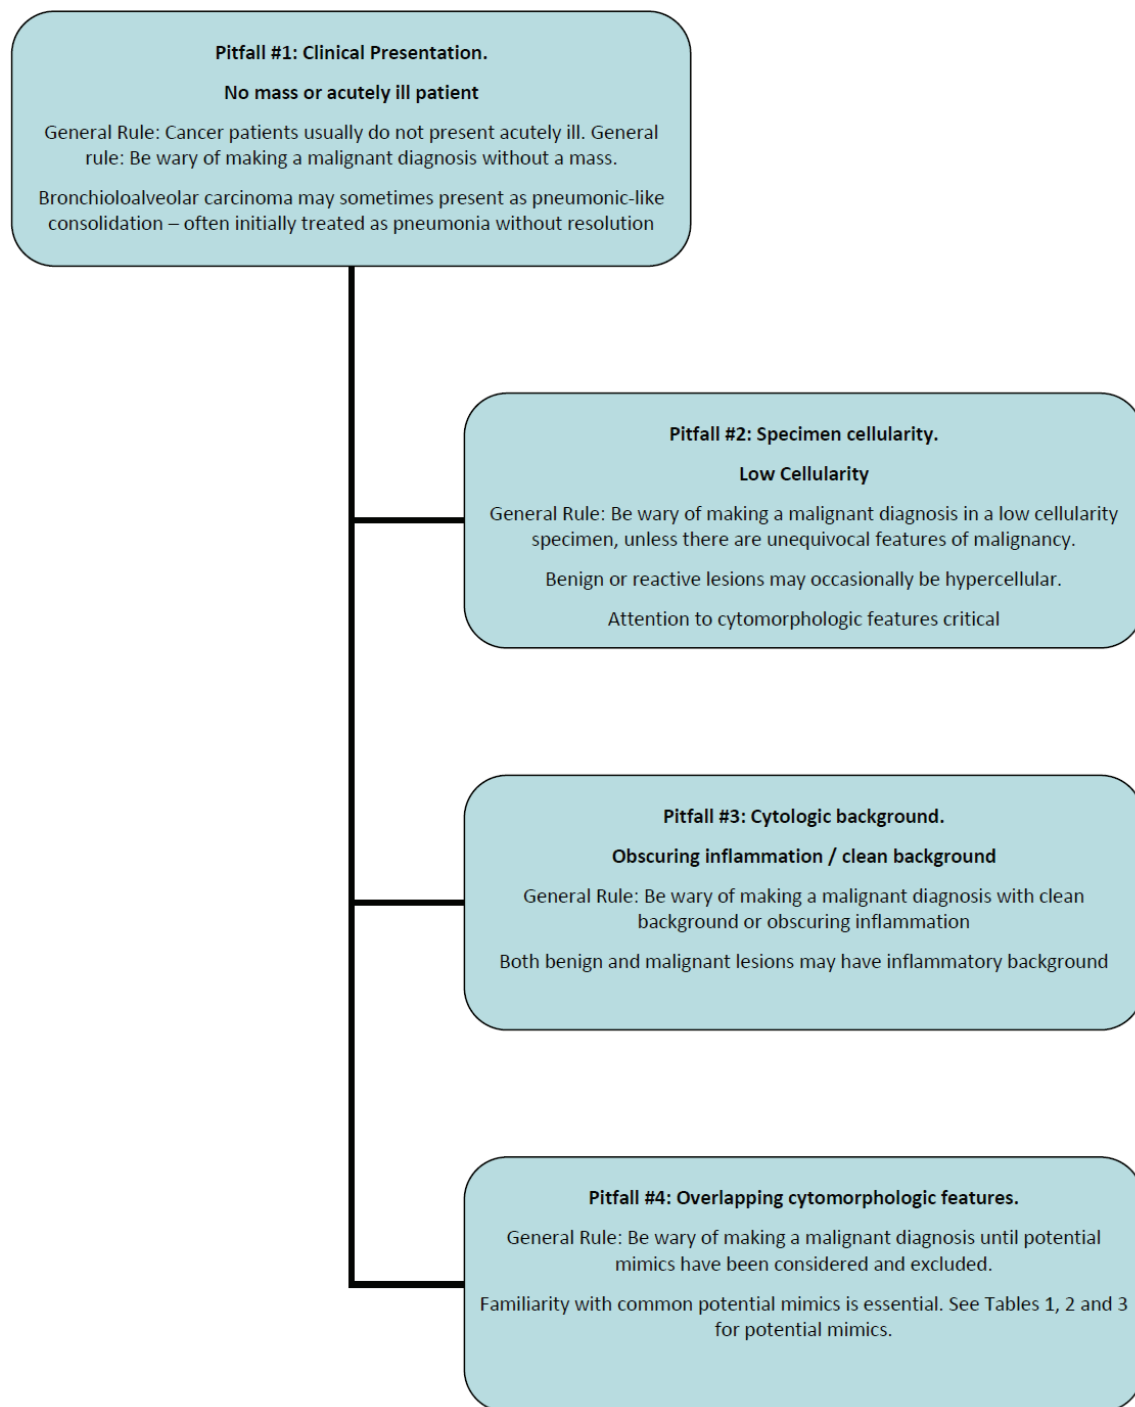 Pitfall #1: Clinical Presentation.
No mass or acutely ill patient
General Rule: Cancer patients usually do not present acutely ill. General
rule: Be wary of making a malignant diagnosis without a mass.
Bronchioloalveolar carcinoma may sometimes present as pneumonic-like
consolidation – often initially treated as pneumonia without resolution
Pitfall #2: Specimen cellularity.
Low Cellularity
General Rule: Be wary of making a malignant diagnosis in a low cellularity
specimen, unless there are unequivocal features of malignancy.
Benign or reactive lesions may occasionally be hypercellular.
Attention to cytomorphologic features critical
Pitfall #3: Cytologic background.
Obscuring inflammation / clean background
General Rule: Be wary of making a malignant diagnosis with clean
background or obscuring inflammation
Both benign and malignant lesions may have inflammatory background
Pitfall #4: Overlapping cytomorphologic features.
General Rule: Be wary of making a malignant diagnosis until potential
mimics have been considered and excluded.
Familiarity with common potential mimics is essential. See Tables 1, 2 and 3
for potential mimics.